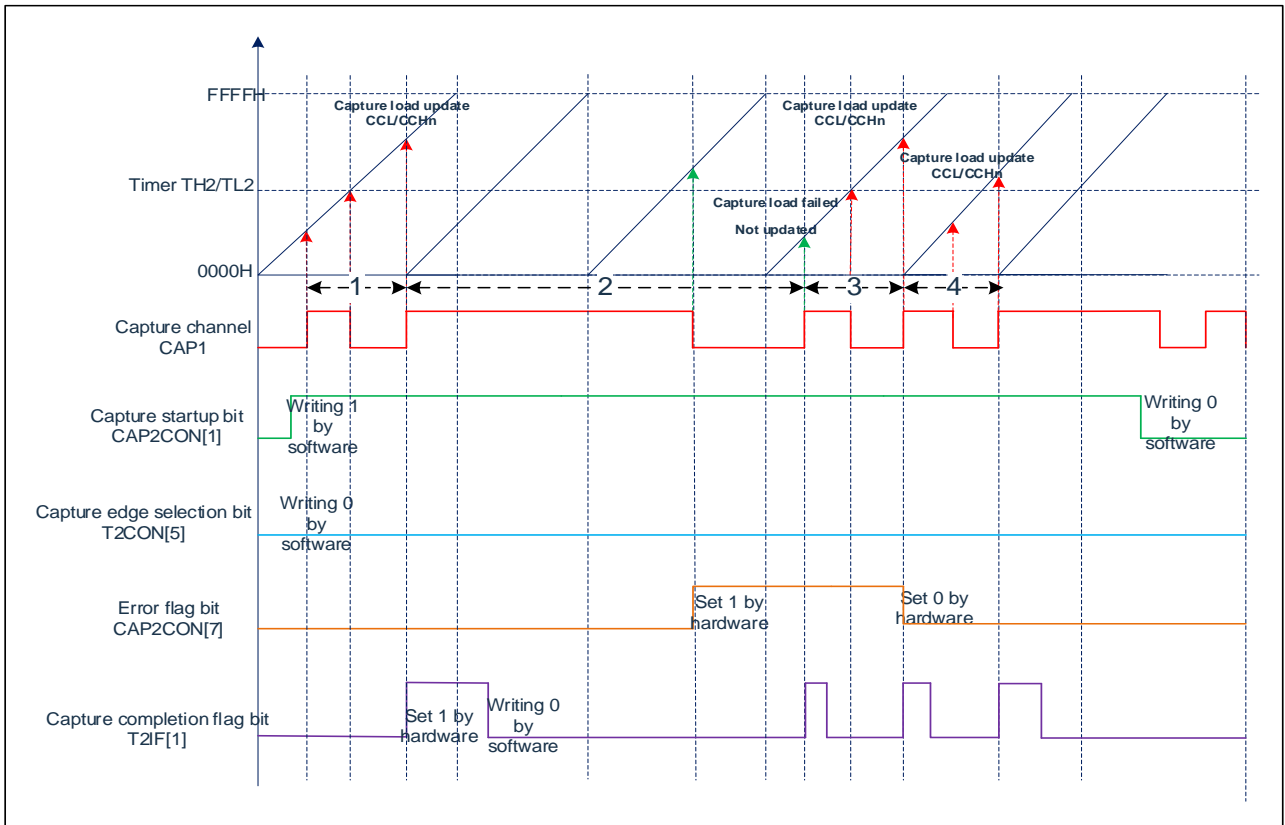 FFFFH
Capture load update
CCL/CCHn
Capture load update
CCL/CCHn
Capture load update
CCL/CCHn
Timer TH2/TL2
Capture load failed
Not updated
0000H
1
2
3
4
Capture channel
CAP1
Capture startup bit
CAP2CON[1]
Writing 1
by
software
Writing 0
by
software
Capture edge selection bit
T2CON[5]
Writing 0
by
software
Error flag bit
CAP2CON[7]
Set 1 by
hardware
Set 0 by
hardware
Capture completion flag bit
T2IF[1]
Set 1 by
hardware
Writing 0
by
software